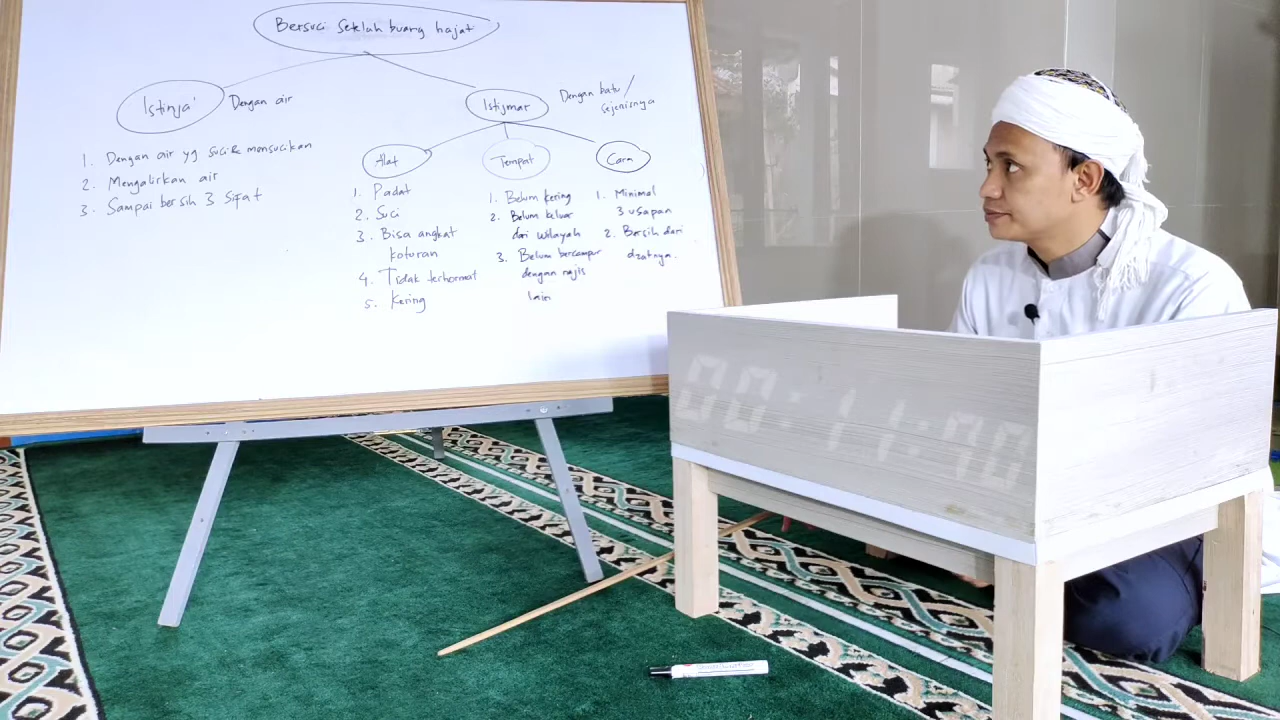 Bersuci setelah buang hajat
Istinja'
Dengan air
1. Dengan air yg suci & mensucikan
2. Mengalirkan air
3. Sampai bersih 3 sifat
Istijmar
Dengan batu /
sejenisnya
Alat
1. Padat
2. Suci
3. Bisa angkat
kotoran
4. Tidak terhormat
5. Kering
Tempat
1. Belum kering
2. Belum keluar
dari wilayah
3. Belum bercampur
dengan najis
lain
Cara
1. Minimal
3 usapan
2. Bersih dari
dzatnya.